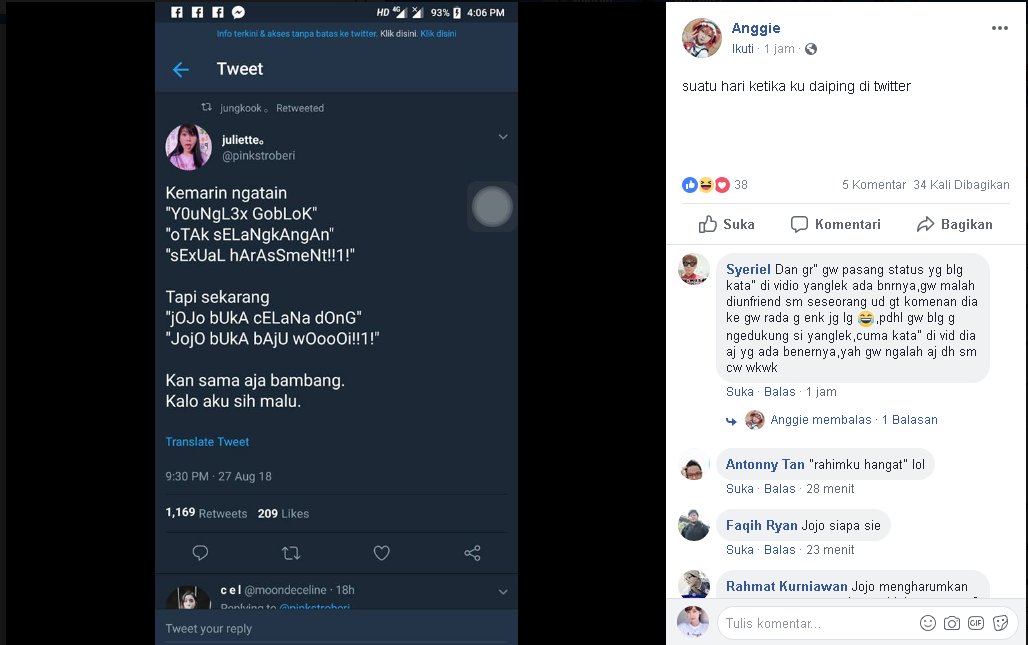 HD 4G 93% 4:06 PM
Info terkini & akses tanpa batas ke twitter. Klik disini. Klik disini
Tweet
jungkook。 Retweeted
juliette。
@pinkstroberi
Kemarin ngatain
"Y0uNgL3x GobLoK"
"oTAk sELaNgkAngAn"
"sExUaL hArAsSmeNt!!1!"
Tapi sekarang
"jOJo bUkA cELaNa dOnG"
"JojO bUKA bAjU wOooOi!!1!"
Kan sama aja bambang.
Kalo aku sih malu.
Translate Tweet
9:30 PM · 27 Aug 18
1,169 Retweets 209 Likes
c e l @moondeceline · 18h
Replying to @pinkstroberi
Tweet your reply
Anggie
Ikuti · 1 jam ·
suatu hari ketika ku daiping di twitter
38 5 Komentar 34 Kali Dibagikan
Suka Komentari Bagikan
Syeriel Dan gr" gw pasang status yg blg
kata" di vidio yanglek ada bnrnya,gw malah
diunfriend sm seseorang ud gt komenan dia
ke gw rada g enk jg lg 😂,pdhl gw blg g
ngedukung si yanglek,cuma kata" di vid dia
aj yg ada benernya,yah gw ngalah aj dh sm
cw wkwk
Suka · Balas · 1 jam
Anggie membalas · 1 Balasan
Antonny Tan "rahimku hangat" lol
Suka · Balas · 28 menit
Faqih Ryan Jojo siapa sie
Suka · Balas · 23 menit
Rahmat Kurniawan Jojo mengharumkan
Tulis komentar...
GIF